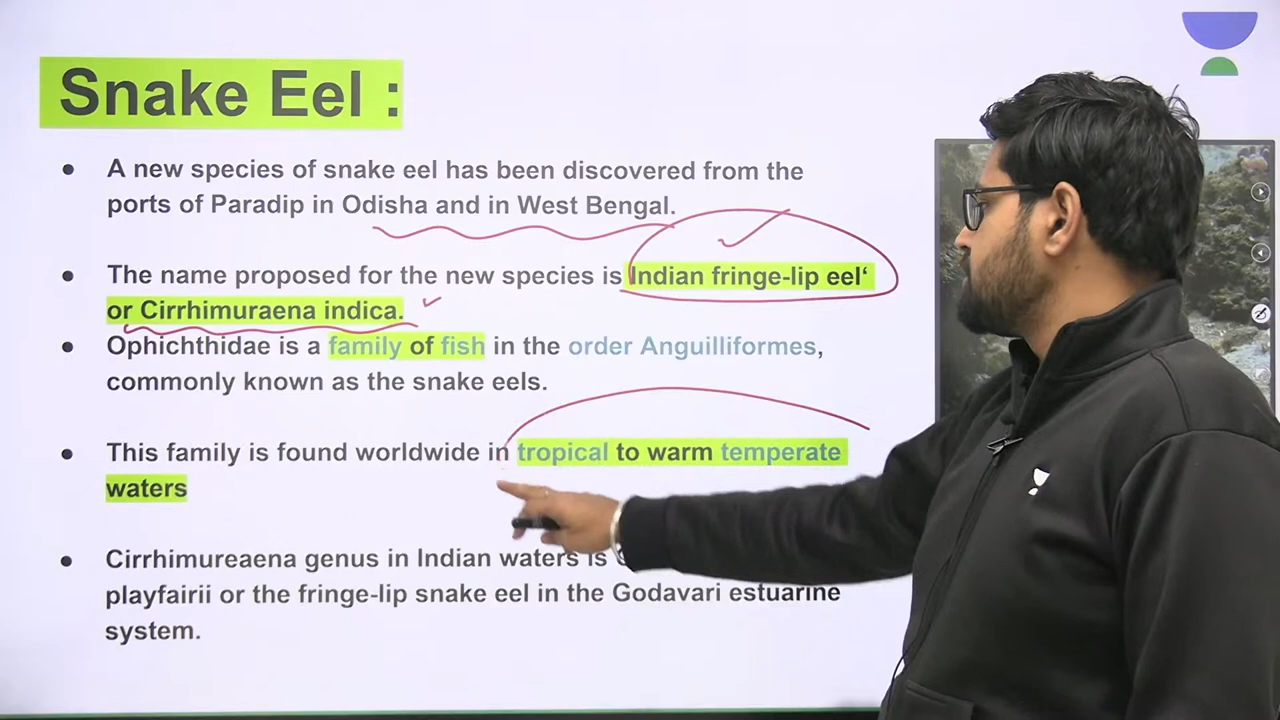 Snake Eel :
● A new species of snake eel has been discovered from the
ports of Paradip in Odisha and in West Bengal.
● The name proposed for the new species is Indian fringe-lip eel‘
or Cirrhimuraena indica.
● Ophichthidae is a family of fish in the order Anguilliformes,
commonly known as the snake eels.
● This family is found worldwide in tropical to warm temperate
waters
● Cirrhimureaena genus in Indian waters is
playfairii or the fringe-lip snake eel in the Godavari estuarine
system.